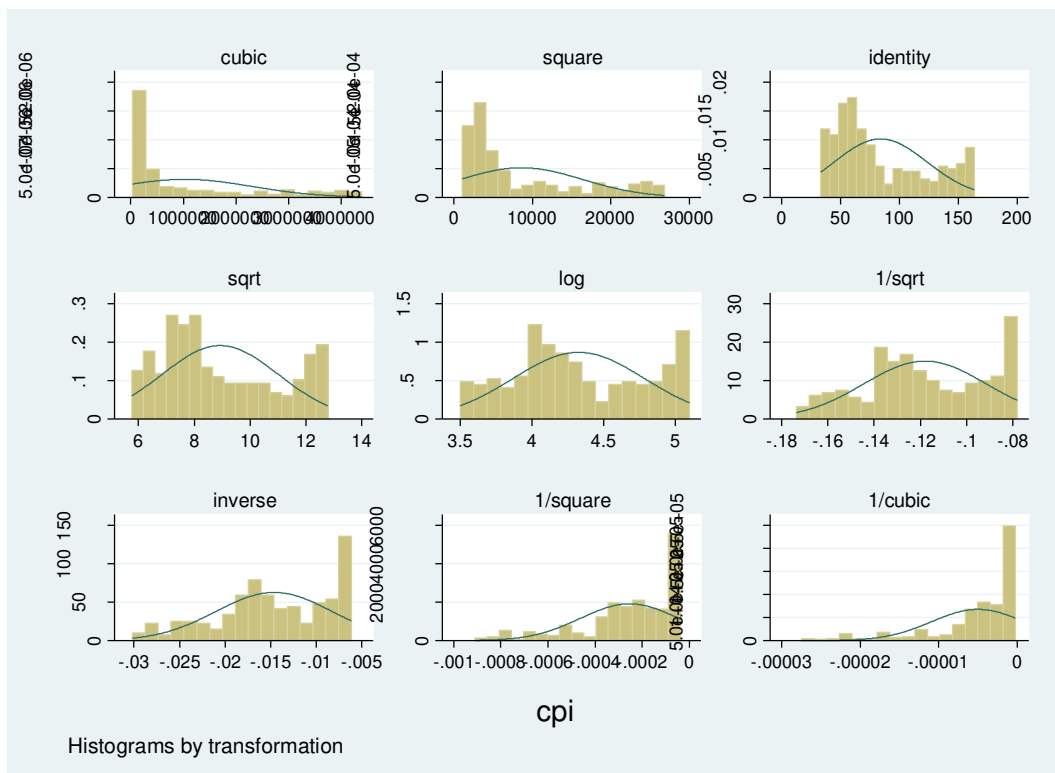 cubic
square
identity
0
0 1000000 2000000 3000000 4000000
0
0 10000 20000 30000
0 .005 .01 .015 .02
0 50 100 150 200
sqrt
log
1/sqrt
0 .1 .2 .3
6 8 10 12 14
0 .5 1 1.5
3.5 4 4.5 5
0 10 20 30
-.18 -.16 -.14 -.12 -.1 -.08
inverse
1/square
1/cubic
0 50 100 150
-.03 -.025 -.02 -.015 -.01 -.005
0 2000 4000 6000
-.001 -.0008 -.0006 -.0004 -.0002 0
0
-.00003 -.00002 -.00001 0
cpi
Histograms by transformation